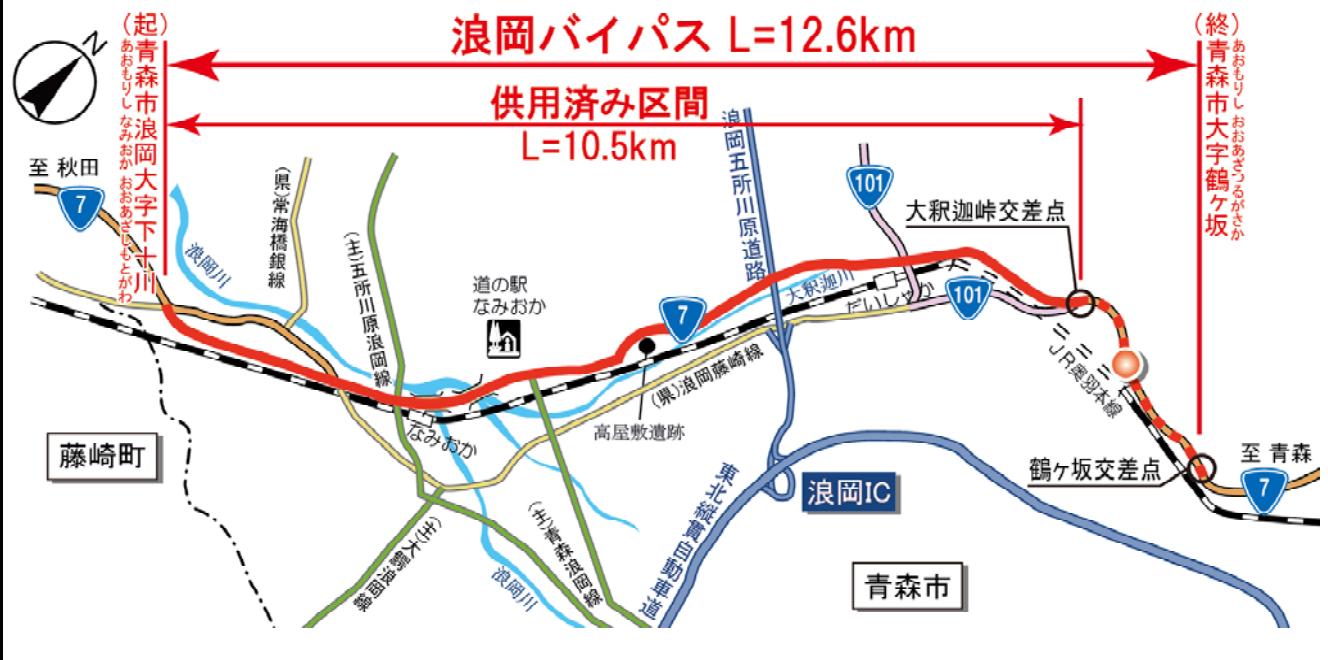 浪岡バイパス L=12.6km
供用済み区間
L=10.5km
(起)青森市浪岡大字下十川
あおもりし なみおか おおあざしもとがわ
(終)青森市大字鶴ヶ坂
あおもりし おおあざつるがさか
N
至 秋田
7
浪岡川
(県)常海橋銀線
(主)五所川原浪岡線
道の駅
なみおか
7
浪岡五所川原道路
101
大釈迦川
だいしゃか
101
大釈迦峠交差点
JR奥羽本線
(県)浪岡藤崎線
高屋敷遺跡
なみおか
藤崎町
鶴ヶ坂交差点
至 青森
7
浪岡IC
東北縦貫自動車道
(主)青森浪岡線
(主)大鰐浪岡線
浪岡川
青森市